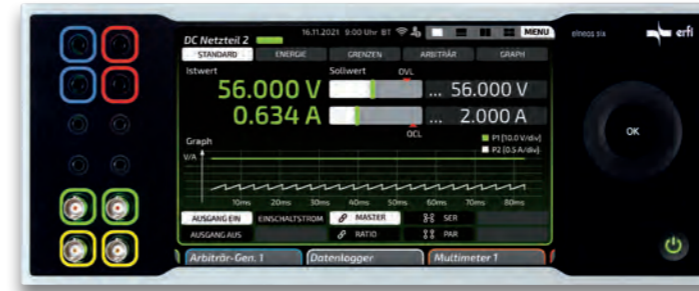 DC Netzteil 2 16.11.2021 9:00 Uhr BT MENU
elneos six erfi
STANDARD ENERGIE GRENZEN ARBITRÄR GRAPH
Istwert Sollwert OVL
56.000 V ... 56.000 V
0.634 A ... 2.000 A
OCL
Graph P1 [10.0 V/div]
P2 [0.5 A/div]
V/A
10ms 20ms 30ms 40ms 50ms 60ms 70ms 80ms
AUSGANG EIN EINSCHALTSTROM MASTER SER
AUSGANG AUS RATIO PAR
Arbiträr-Gen. 1 Datenlogger Multimeter 1
OK